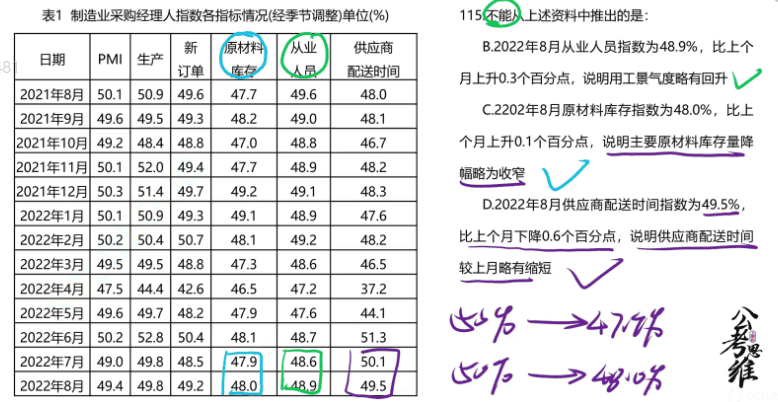 表1 制造业采购经理人指数各指标情况(经季节调整)单位(%)
日期 PMI 生产 新订单 原材料库存 从业人员 供应商配送时间
2021年8月 50.1 50.9 49.6 47.7 49.6 48.0
2021年9月 49.6 49.5 49.3 48.2 49.0 48.1
2021年10月 49.2 48.4 48.8 47.0 48.8 46.7
2021年11月 50.1 52.0 49.4 47.7 48.9 48.2
2021年12月 50.3 51.4 49.7 49.2 49.1 48.3
2022年1月 50.1 50.9 49.3 49.1 48.9 47.6
2022年2月 50.2 50.4 50.7 48.1 49.2 48.2
2022年3月 49.5 49.5 48.8 47.3 48.6 46.5
2022年4月 47.5 44.4 42.6 46.5 47.2 37.2
2022年5月 49.6 49.7 48.2 47.9 47.6 44.1
2022年6月 50.2 52.8 50.4 48.1 48.7 51.3
2022年7月 49.0 49.8 48.5 47.9 48.6 50.1
2022年8月 49.4 49.8 49.2 48.0 48.9 49.5
481
115.不能从上述资料中推出的是：
B.2022年8月从业人员指数为48.9%，比上个
月上升0.3个百分点，说明用工景气度略有回升
C.2202年8月原材料库存指数为48.0%，比上
个月上升0.1个百分点，说明主要原材料库存量降
幅略为收窄
D.2022年8月供应商配送时间指数为49.5%，
比上个月下降0.6个百分点，说明供应商配送时间
较上月略有缩短
50% → 47.9%
50% → 48.0%
公考思维